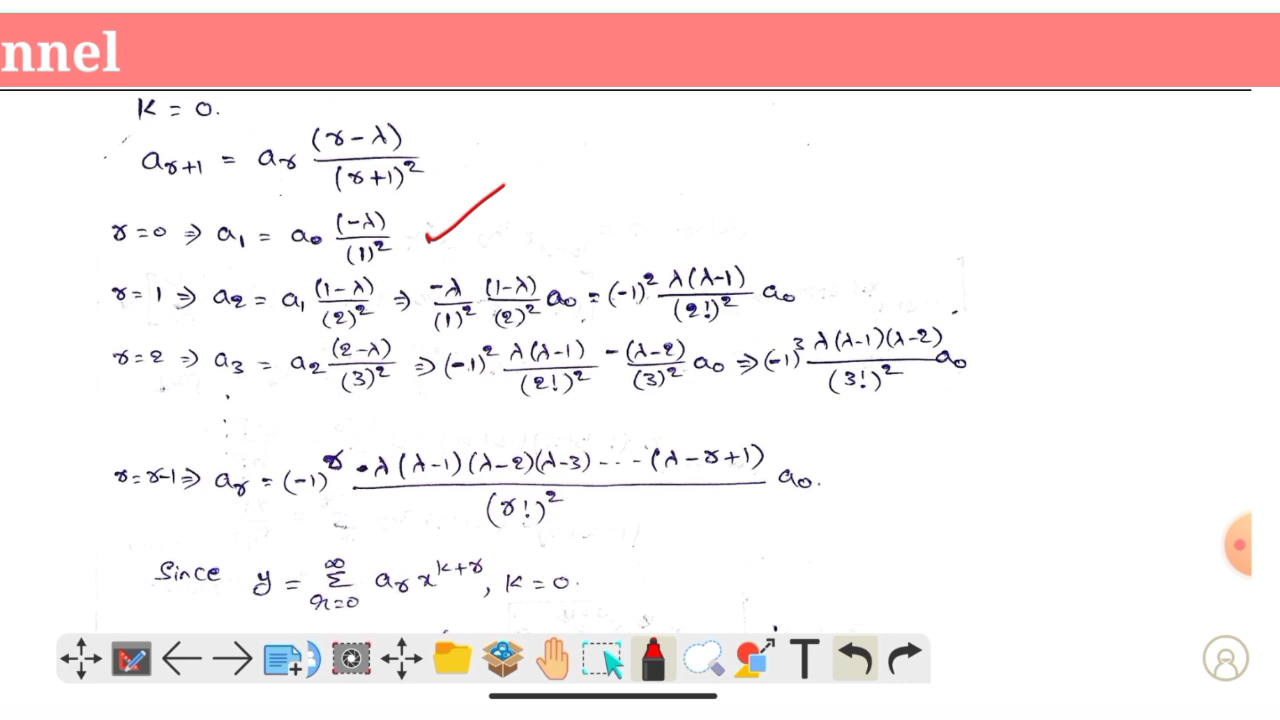 nnel
K = 0.
a_{r+1} = a_r (r-λ)/(r+1)^2
r=0 ⇒ a_1 = a_0 (-λ)/(1)^2
r=1 ⇒ a_2 = a_1 (1-λ)/(2)^2 ⇒ -λ/(1)^2 (1-λ)/(2)^2 a_0 = (-1)^2 λ(λ-1)/(2!)^2 a_0
r=2 ⇒ a_3 = a_2 (2-λ)/(3)^2 ⇒ (-1)^2 λ(λ-1)/(2!)^2 -(λ-2)/(3)^2 a_0 ⇒ (-1)^3 λ(λ-1)(λ-2)/(3!)^2 a_0
r=r-1 ⇒ a_r = (-1)^r λ(λ-1)(λ-2)(λ-3)----(λ-r+1)/(r!)^2 a_0.
Since y = Σ_{r=0}^{∞} a_r x^{k+r}, K = 0.
T